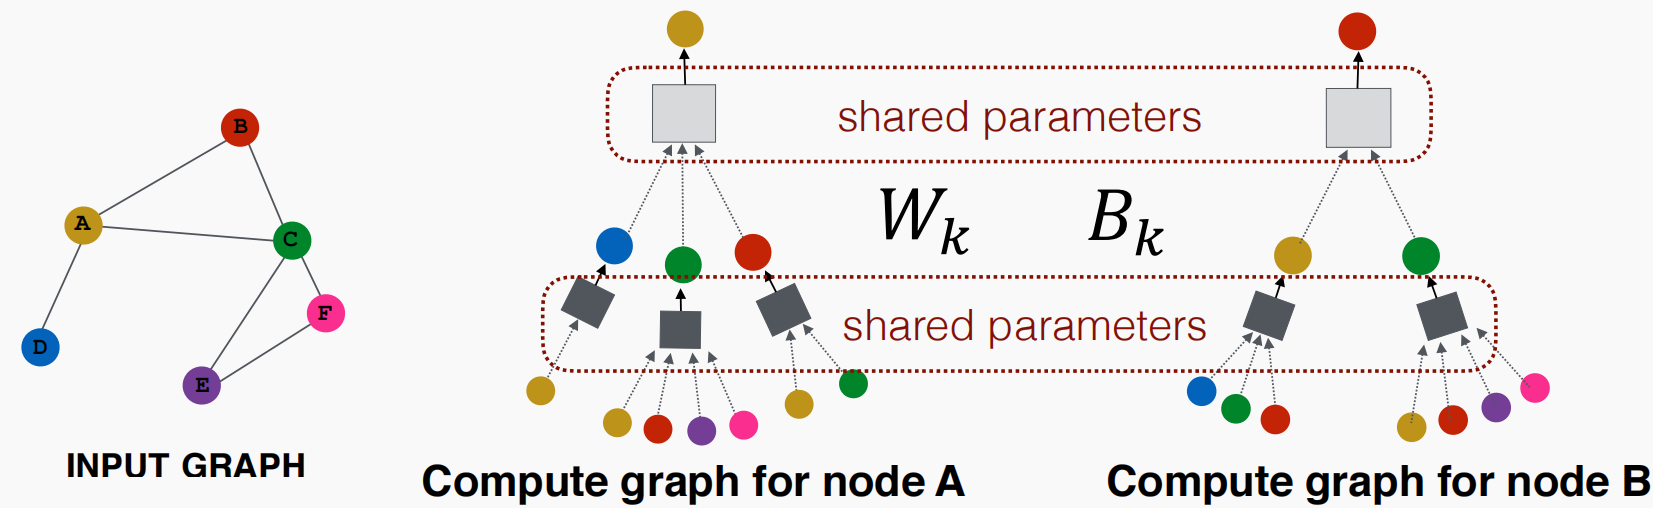 B
A
C
F
D
E
INPUT GRAPH
shared parameters
W_k B_k
shared parameters
Compute graph for node A
Compute graph for node B